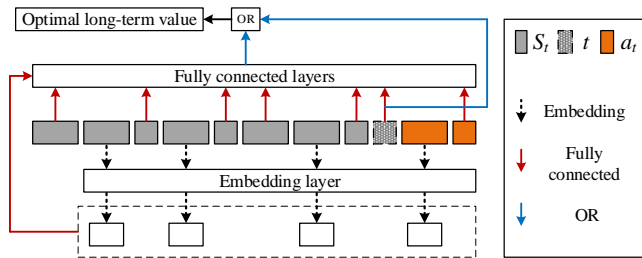 Optimal long-term value
OR
Fully connected layers
Embedding layer
S_t
t
a_t
Embedding
Fully
connected
OR